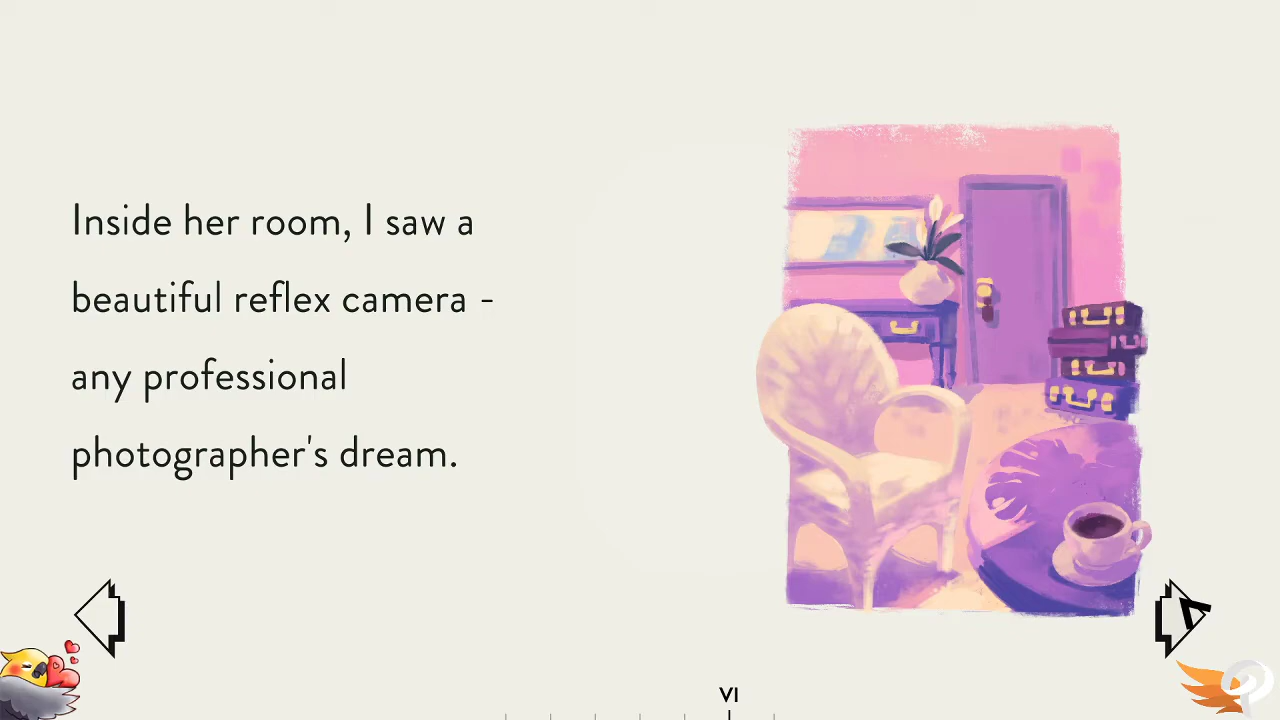 Inside her room, I saw a
beautiful reflex camera -
any professional
photographer's dream.
VI